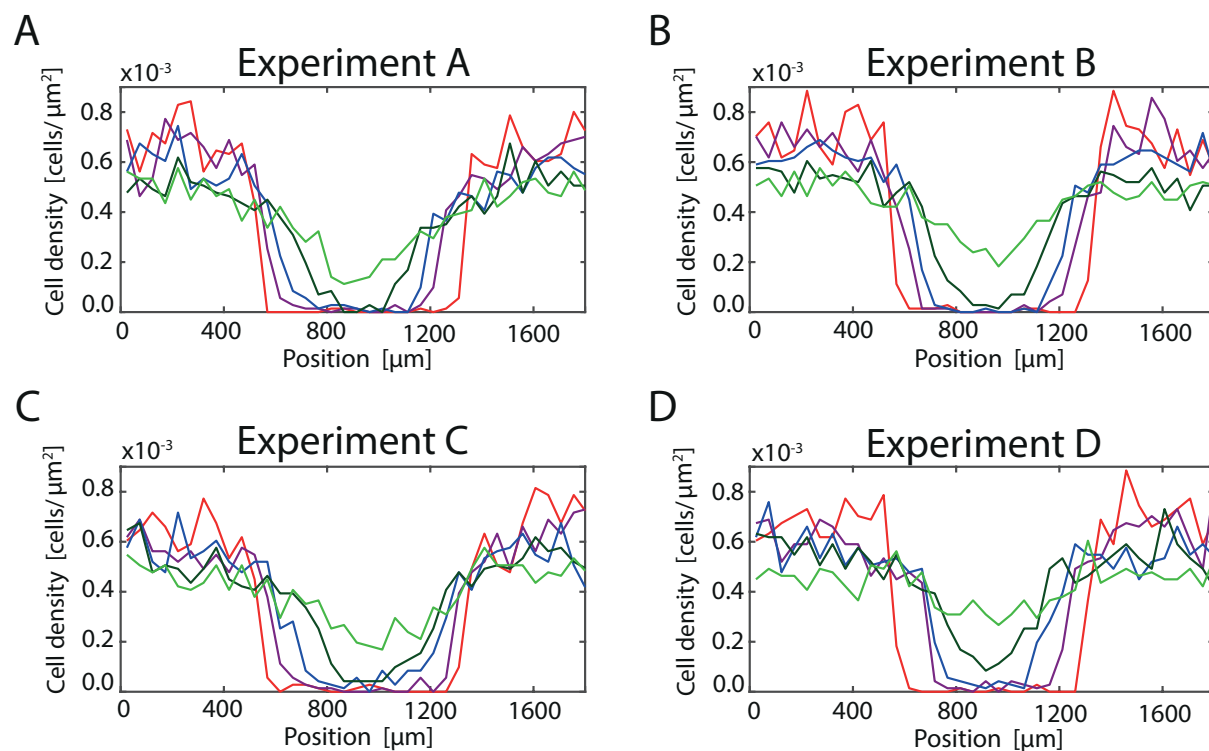 A
Experiment A
x10⁻³
Cell density [cells/μm²]
0.8
0.6
0.4
0.2
0.0
0 400 800 1200 1600
Position [μm]
B
Experiment B
x10⁻³
Cell density [cells/μm²]
0.8
0.6
0.4
0.2
0.0
0 400 800 1200 1600
Position [μm]
C
Experiment C
x10⁻³
Cell density [cells/μm²]
0.8
0.6
0.4
0.2
0.0
0 400 800 1200 1600
Position [μm]
D
Experiment D
x10⁻³
Cell density [cells/μm²]
0.8
0.6
0.4
0.2
0.0
0 400 800 1200 1600
Position [μm]